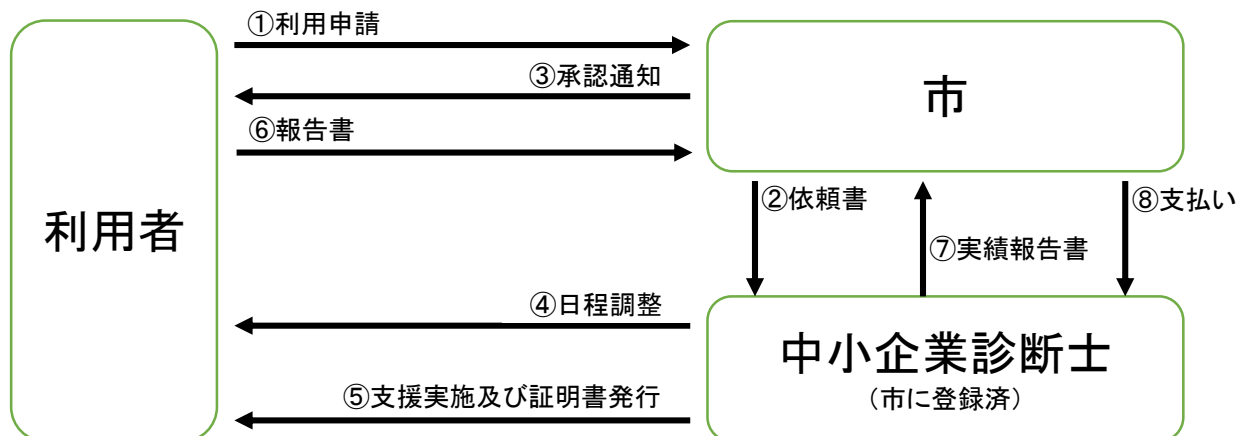 ①利用申請
③承認通知
⑥報告書
利用者
市
②依頼書
⑧支払い
⑦実績報告書
④日程調整
⑤支援実施及び証明書発行
中小企業診断士
（市に登録済）